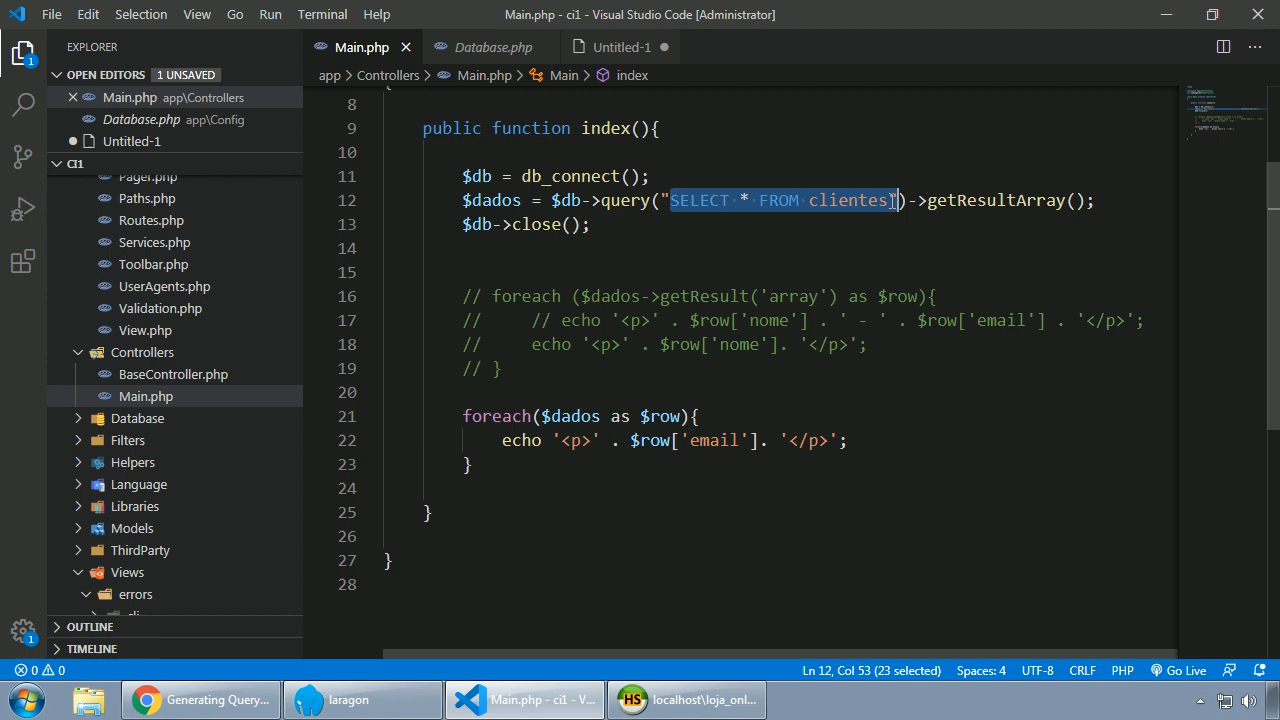 File Edit Selection View Go Run Terminal Help Main.php - ci1 - Visual Studio Code [Administrator]
EXPLORER
OPEN EDITORS 1 UNSAVED
Main.php app\Controllers
Database.php app\Config
Untitled-1
CI1
Pager.php
Paths.php
Routes.php
Services.php
Toolbar.php
UserAgents.php
Validation.php
View.php
Controllers
BaseController.php
Main.php
Database
Filters
Helpers
Language
Libraries
Models
ThirdParty
Views
errors
cli
OUTLINE
TIMELINE
1
1
Main.php Database.php Untitled-1
app > Controllers > Main.php > Main > index
{
8
9 public function index(){
10
11 $db = db_connect();
12 $dados = $db->query("SELECT * FROM clientes")->getResultArray();
13 $db->close();
14
15
16 // foreach ($dados->getResult('array') as $row){
17 // // echo '<p>' . $row['nome'] . ' - ' . $row['email'] . '</p>';
18 // echo '<p>' . $row['nome']. '</p>';
19 // }
20
21 foreach($dados as $row){
22 echo '<p>' . $row['email']. '</p>';
23 }
24
25 }
26
27 }
28
0 0 Ln 12, Col 53 (23 selected) Spaces: 4 UTF-8 CRLF PHP Go Live
Generating Query... laragon Main.php - ci1 - V... HS localhost\loja_onl...